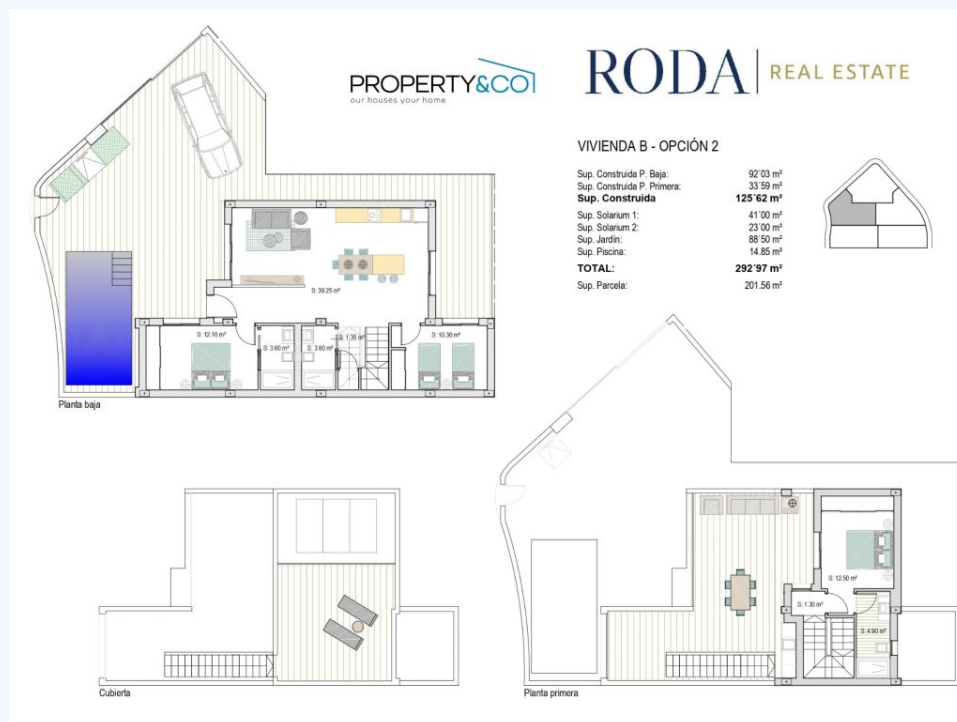 PROPERTY&CO
our houses your home
RODA REAL ESTATE
VIVIENDA B - OPCIÓN 2
Sup. Construida P. Baja: 92'03 m²
Sup. Construida P. Primera: 33'59 m²
Sup. Construida 125'62 m²
Sup. Solarium 1: 41'00 m²
Sup. Solarium 2: 23'00 m²
Sup. Jardín: 88'50 m²
Sup. Piscina: 14.85 m²
TOTAL: 292'97 m²
Sup. Parcela: 201.56 m²
S: 39.25 m²
S: 12.10 m²
S: 3.60 m²
S: 3.60 m²
S: 1.35 m²
S: 10.30 m²
Planta baja
S: 12.50 m²
S: 1.30 m²
S: 4.90 m²
Cubierta
Planta primera